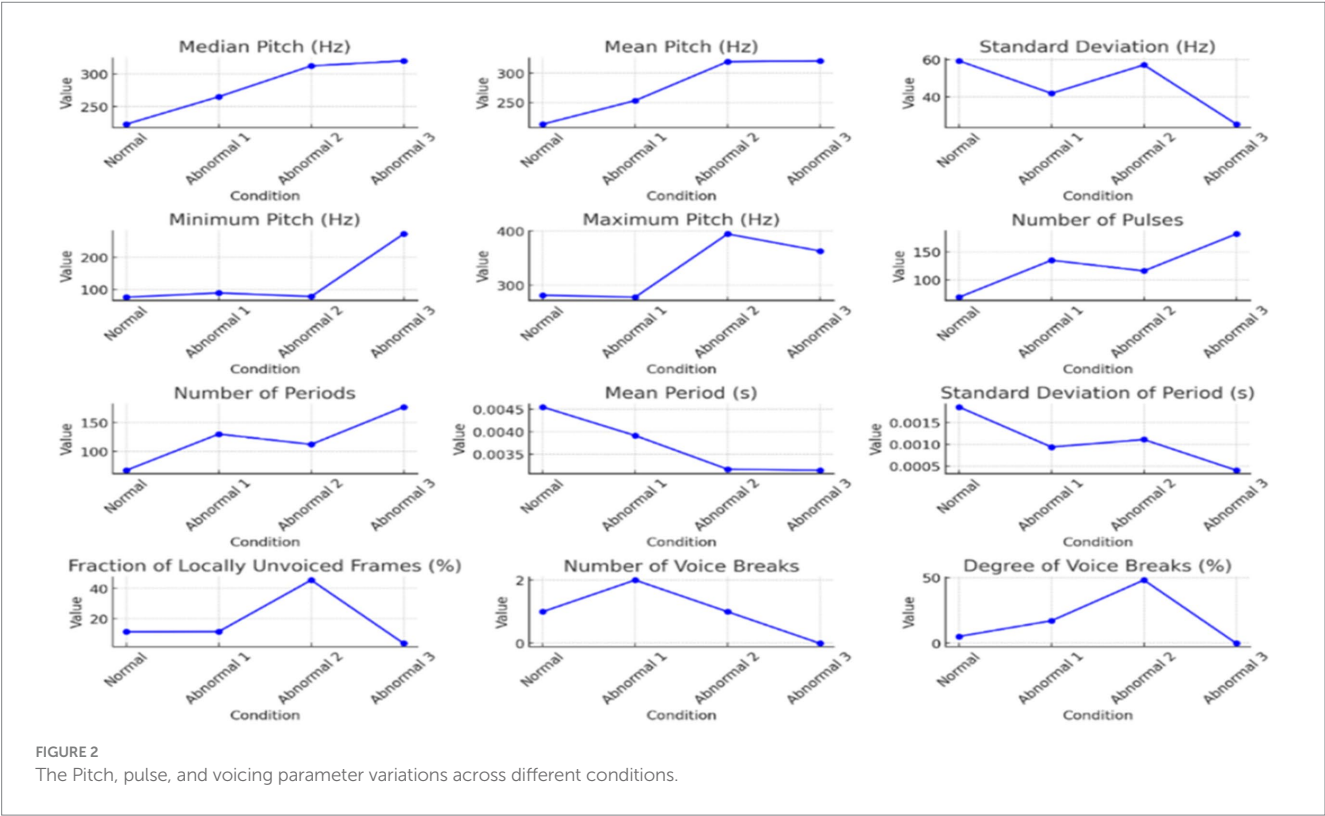 Median Pitch (Hz)
Mean Pitch (Hz)
Standard Deviation (Hz)
Value
300
250
Value
300
250
Value
60
40
Normal
Abnormal 1
Abnormal 2
Abnormal 3
Normal
Abnormal 1
Abnormal 2
Abnormal 3
Normal
Abnormal 1
Abnormal 2
Abnormal 3
Condition
Condition
Condition
Minimum Pitch (Hz)
Maximum Pitch (Hz)
Number of Pulses
Value
200
100
Value
400
300
Value
150
100
Normal
Abnormal 1
Abnormal 2
Abnormal 3
Normal
Abnormal 1
Abnormal 2
Abnormal 3
Normal
Abnormal 1
Abnormal 2
Abnormal 3
Condition
Condition
Condition
Number of Periods
Mean Period (s)
Standard Deviation of Period (s)
Value
150
100
Value
0.0045
0.0040
0.0035
Value
0.0015
0.0010
0.0005
Normal
Abnormal 1
Abnormal 2
Abnormal 3
Normal
Abnormal 1
Abnormal 2
Abnormal 3
Normal
Abnormal 1
Abnormal 2
Abnormal 3
Condition
Condition
Condition
Fraction of Locally Unvoiced Frames (%)
Number of Voice Breaks
Degree of Voice Breaks (%)
Value
40
20
Value
2
0
Value
50
0
Normal
Abnormal 1
Abnormal 2
Abnormal 3
Normal
Abnormal 1
Abnormal 2
Abnormal 3
Normal
Abnormal 1
Abnormal 2
Abnormal 3
Condition
Condition
Condition
FIGURE 2
The Pitch, pulse, and voicing parameter variations across different conditions.